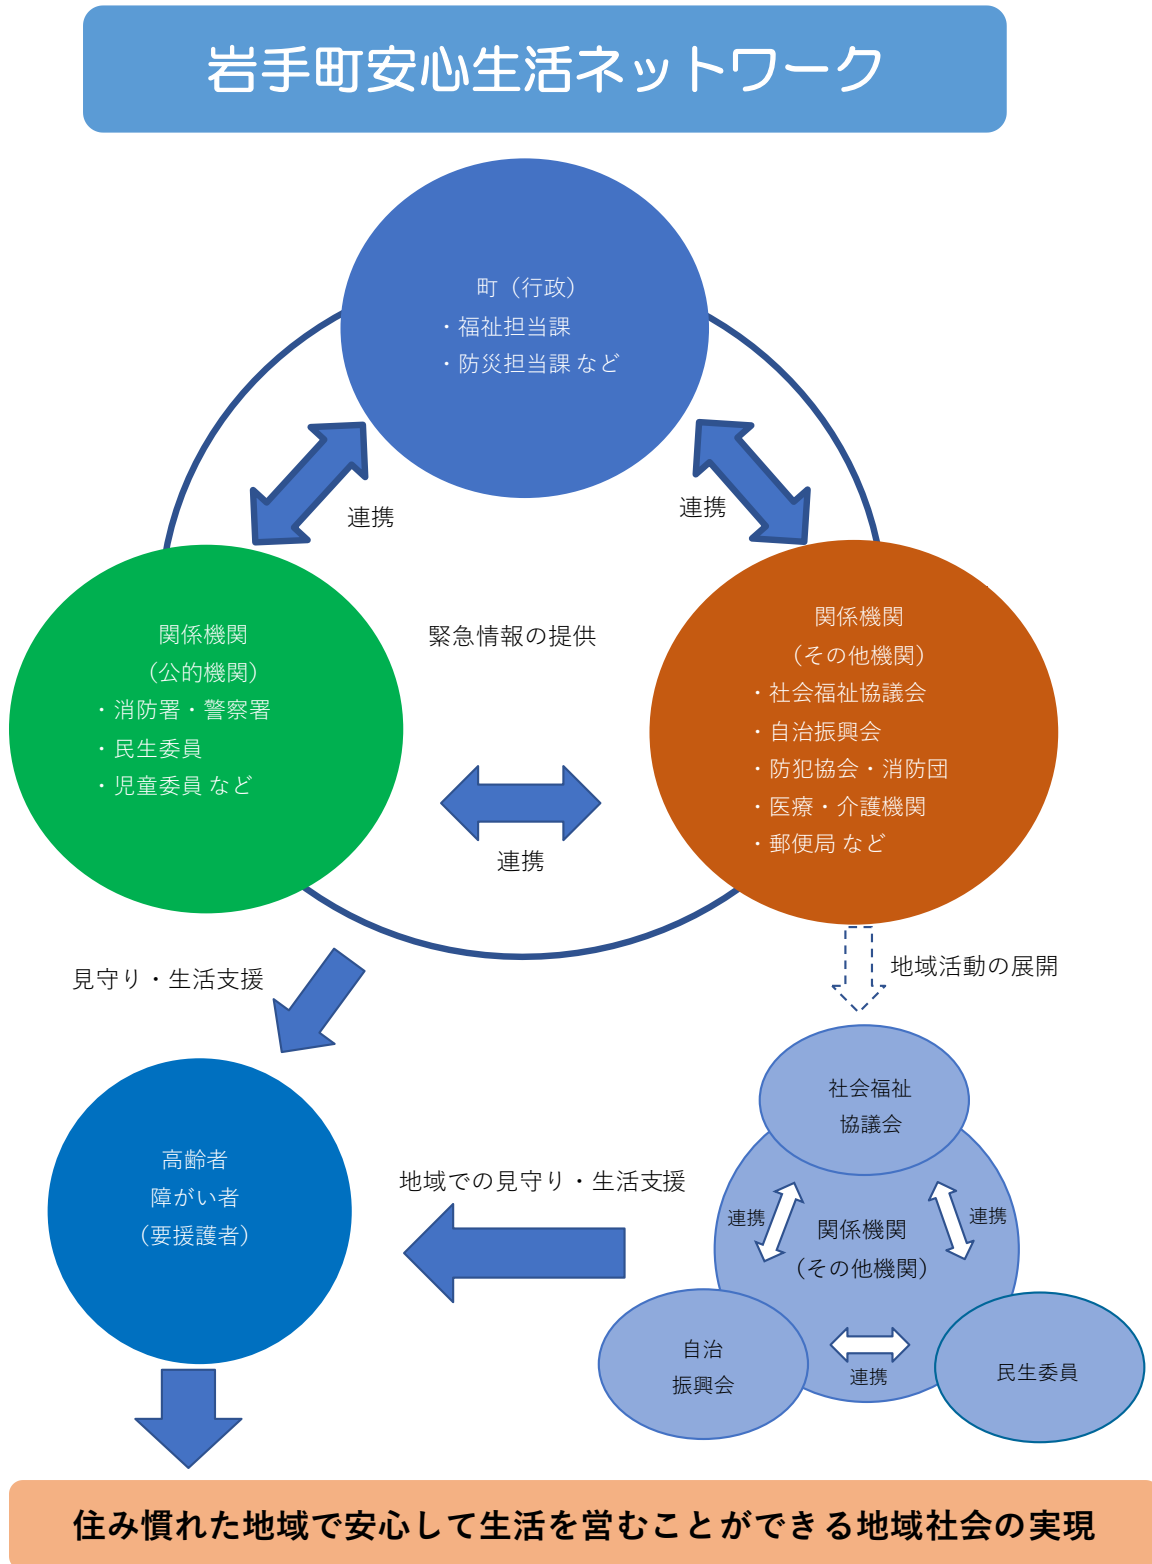 岩手町安心生活ネットワーク
町（行政）
・福祉担当課
・防災担当課 など
連携
連携
関係機関
（公的機関）
・消防署・警察署
・民生委員
・児童委員 など
緊急情報の提供
関係機関
（その他機関）
・社会福祉協議会
・自治振興会
・防犯協会・消防団
・医療・介護機関
・郵便局 など
連携
見守り・生活支援
地域活動の展開
高齢者
障がい者
（要援護者）
地域での見守り・生活支援
社会福祉
協議会
連携
連携
関係機関
（その他機関）
自治
振興会
連携
民生委員
住み慣れた地域で安心して生活を営むことができる地域社会の実現